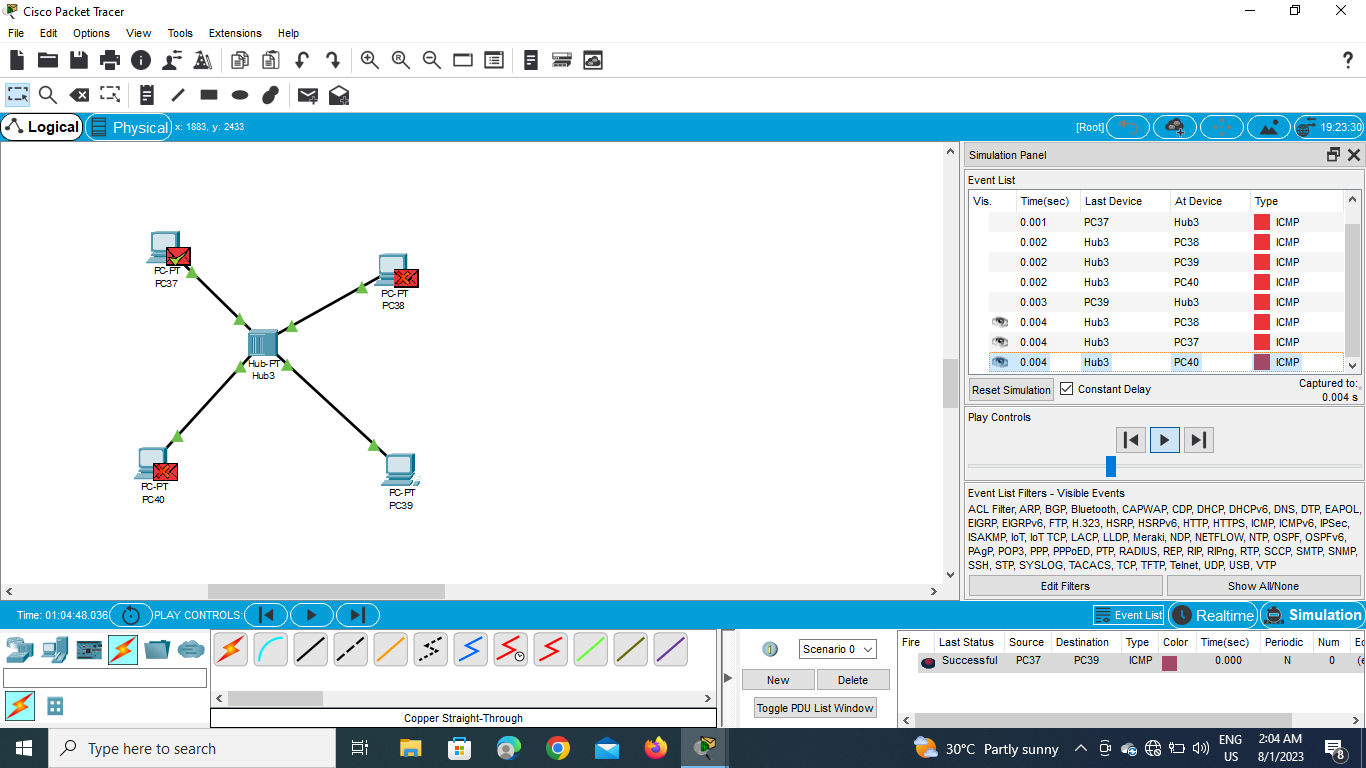 Cisco Packet Tracer
File Edit Options View Tools Extensions Help
?
Logical Physical x: 1883, y: 2433 [Root] 19:23:30
PC-PT
PC37
PC-PT
PC38
Hub-PT
Hub3
PC-PT
PC40
PC-PT
PC39
Simulation Panel
Event List
Vis. Time(sec) Last Device At Device Type
0.001 PC37 Hub3 ICMP
0.002 Hub3 PC38 ICMP
0.002 Hub3 PC39 ICMP
0.002 Hub3 PC40 ICMP
0.003 PC39 Hub3 ICMP
0.004 Hub3 PC38 ICMP
0.004 Hub3 PC37 ICMP
0.004 Hub3 PC40 ICMP
Reset Simulation Constant Delay Captured to:
0.004 s
Play Controls
Event List Filters - Visible Events
ACL Filter, ARP, BGP, Bluetooth, CAPWAP, CDP, DHCP, DHCPv6, DNS, DTP, EAPOL,
EIGRP, EIGRPv6, FTP, H.323, HSRP, HSRPv6, HTTP, HTTPS, ICMP, ICMPv6, IPSec,
ISAKMP, IoT, IoT TCP, LACP, LLDP, Meraki, NDP, NETFLOW, NTP, OSPF, OSPFv6,
PAgP, POP3, PPP, PPPoED, PTP, RADIUS, REP, RIP, RIPng, RTP, SCCP, SMTP, SNMP,
SSH, STP, SYSLOG, TACACS, TCP, TFTP, Telnet, UDP, USB, VTP
Edit Filters Show All/None
Time: 01:04:48.036 PLAY CONTROLS: Event List Realtime Simulation
Copper Straight-Through
Scenario 0
New Delete
Toggle PDU List Window
Fire Last Status Source Destination Type Color Time(sec) Periodic Num Ed
Successful PC37 PC39 ICMP 0.000 N 0 (e
Type here to search
30°C Partly sunny
ENG
US
2:04 AM
8/1/2023
8